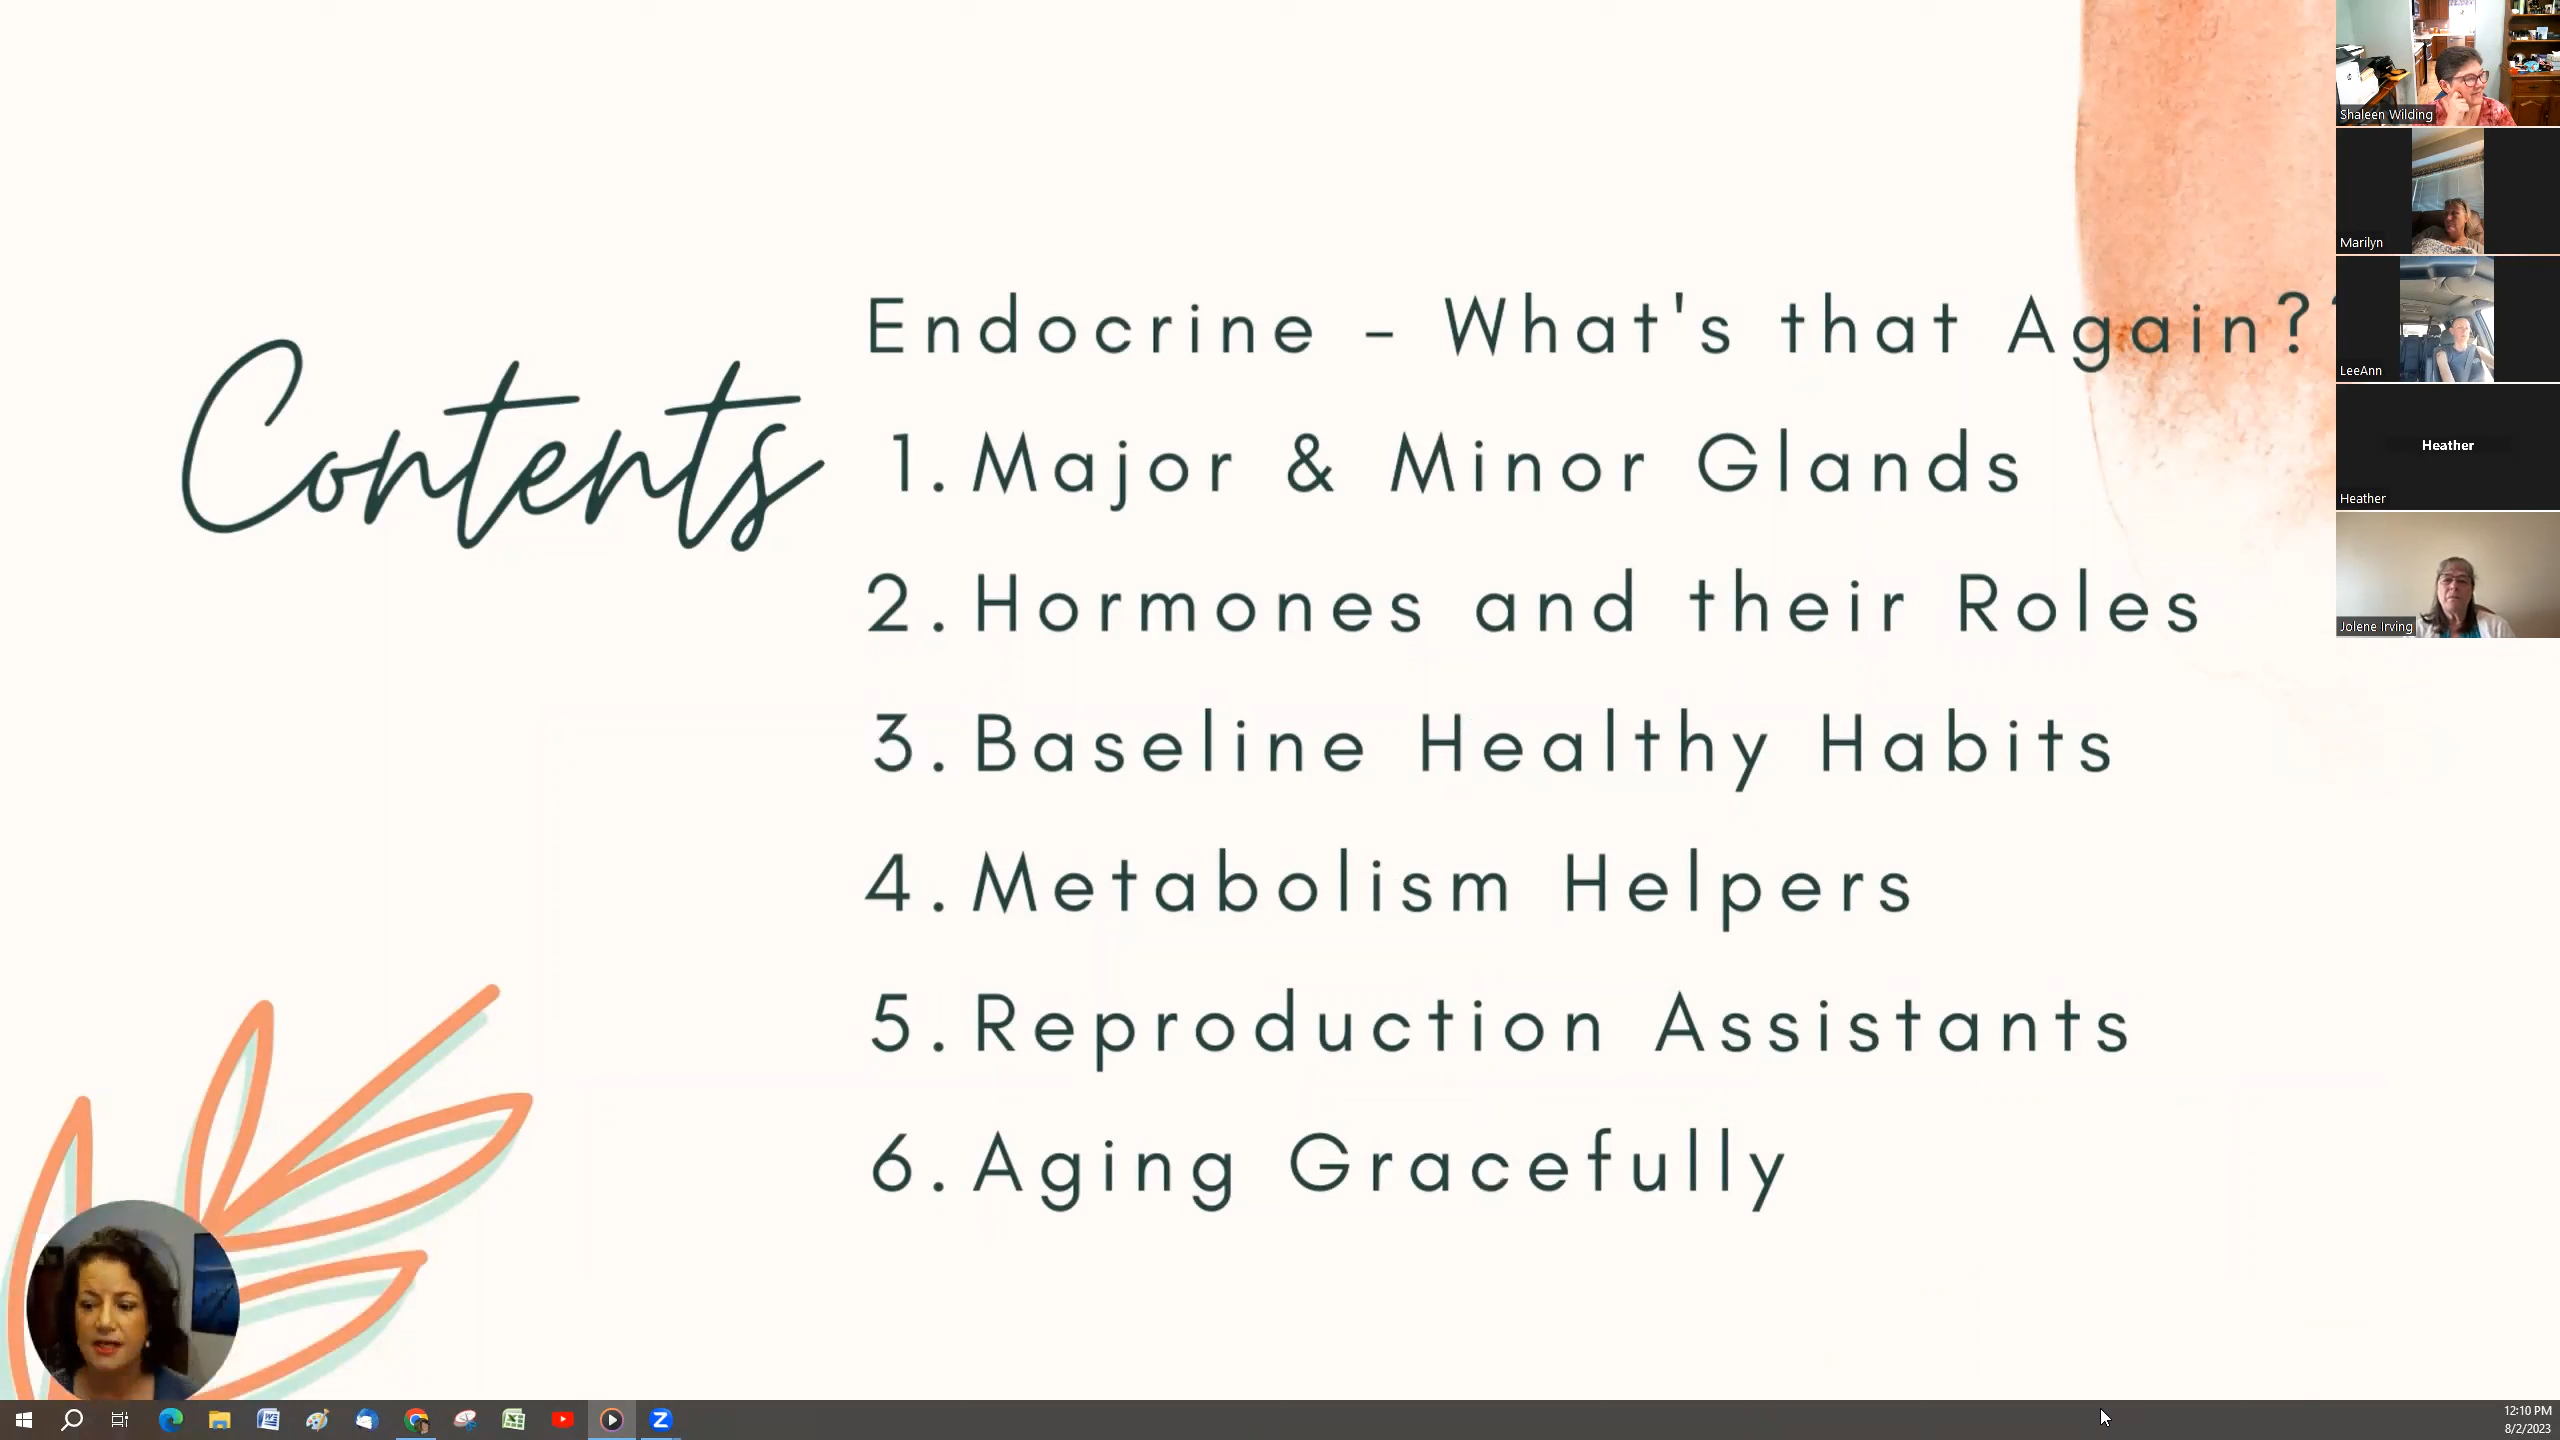 Contents
Endocrine - What's that Again?
1. Major & Minor Glands
2. Hormones and their Roles
3. Baseline Healthy Habits
4. Metabolism Helpers
5. Reproduction Assistants
6. Aging Gracefully
Shaleen Wilding
Marilyn
LeeAnn
Heather
Heather
Jolene Irving
12:10 PM
8/2/2023